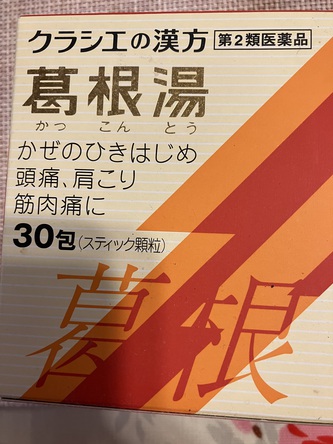 クラシエの漢方 第2類医薬品
葛根湯
かっ こん とう
かぜのひきはじめ
頭痛、肩こり
筋肉痛に
30包(スティック顆粒)
葛根